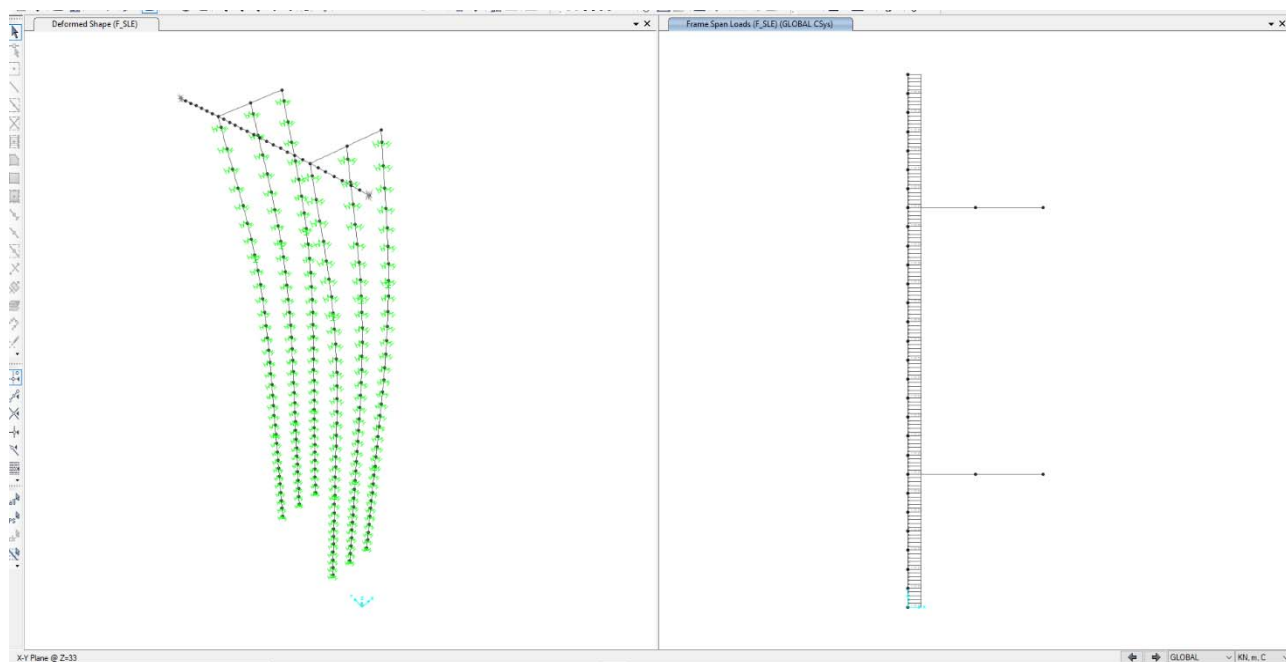 Deformed Shape (F_SLE)
Frame Span Loads (F_SLE) (GLOBAL CSys)
X-Y Plane @ Z=33
GLOBAL
KN, m, C